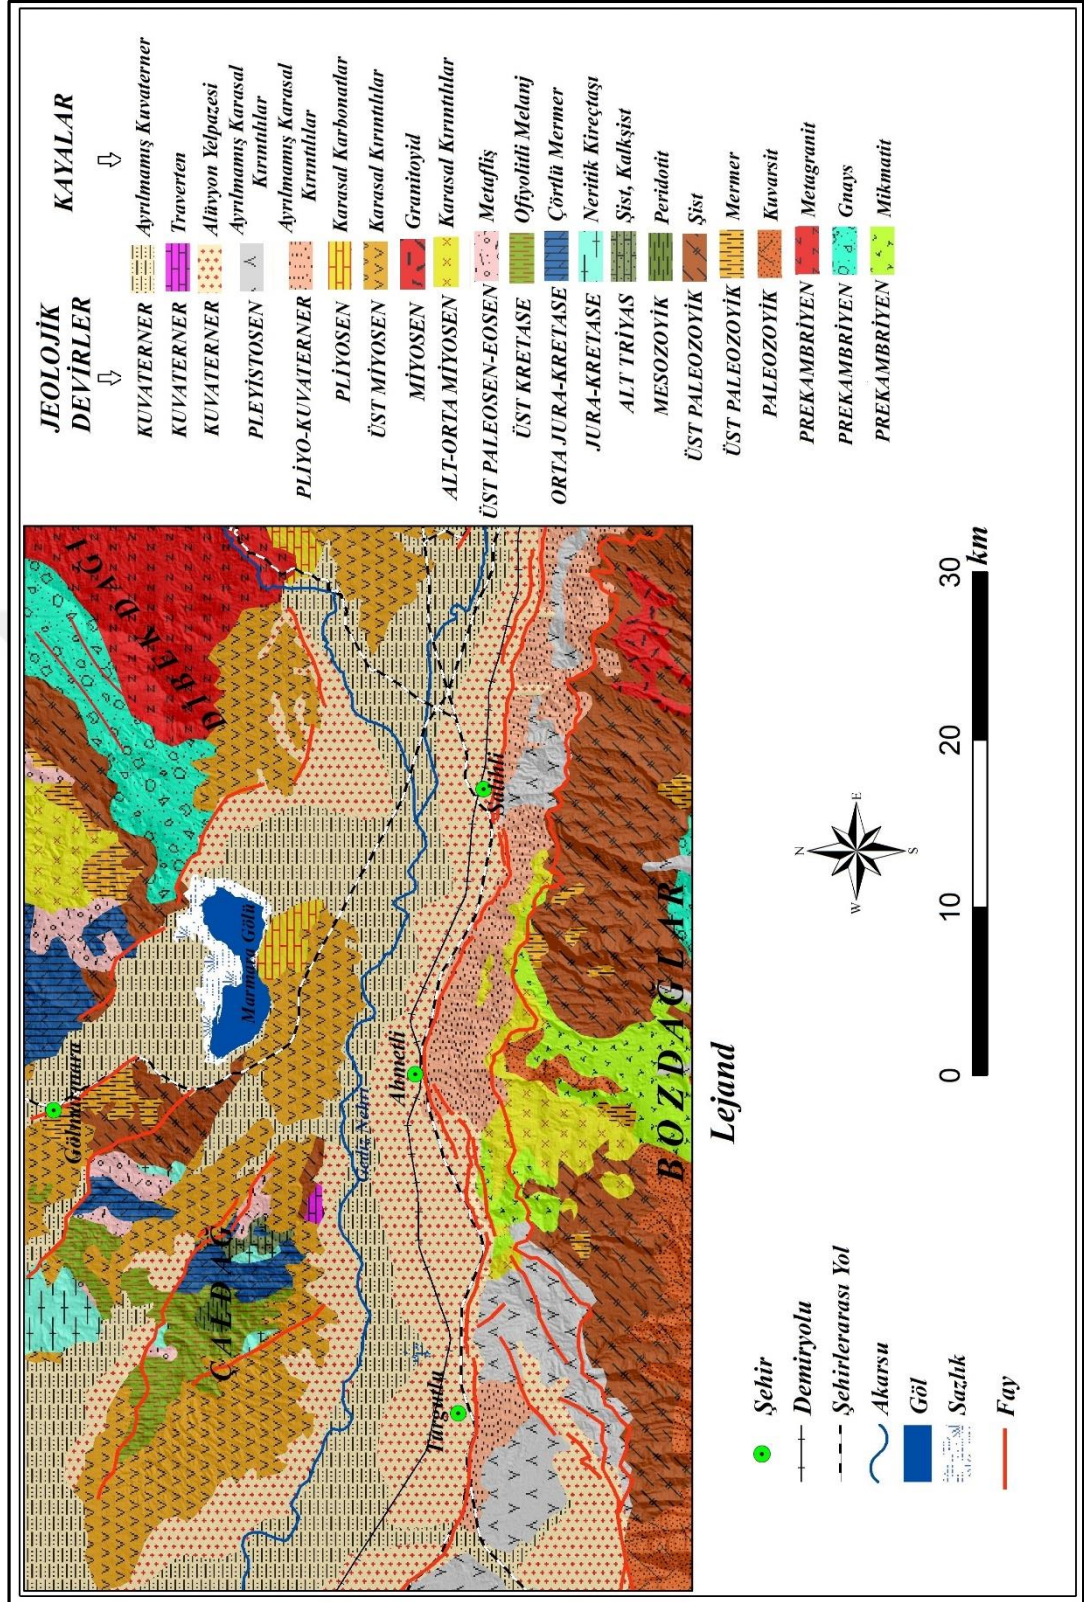 JEOLOJİK
DEVİRLER
KAYALAR
KUVATERNER Ayrılmamış Kuvaterner
KUVATERNER Traverten
KUVATERNER Alüvyon Yelpazesi
PLEYİSTOSEN Ayrılmamış Karasal
Kırıntılılar
PLİYO-KUVATERNER Ayrılmamış Karasal
Kırıntılılar
PLİYOSEN Karasal Karbonatlar
ÜST MİYOSEN Karasal Kırıntılılar
MİYOSEN Granitoyid
ALT-ORTA MİYOSEN Karasal Kırıntılılar
ÜST PALEOSEN-EOSEN Metafliş
ÜST KRETASE Ofiyolitli Melanj
ORTA JURA-KRETASE Çörtlü Mermer
JURA-KRETASE Neritik Kireçtaşı
ALT TRİYAS Şist, Kalkşist
MESOZOYİK Peridotit
ÜST PALEOZOYİK Şist
ÜST PALEOZOYİK Mermer
PALEOZOYİK Kuvarsit
PREKAMBRİYEN Metagranit
PREKAMBRİYEN Gnays
PREKAMBRİYEN Mikmatit
DİBEK DAĞI
Gölmarmara
Marmara Gölü
ÇALDAĞ
Gediz Nehri
Ahmetli
Salihli
Turgutlu
BOZDAĞLAR
Lejand
Şehir
Demiryolu
Şehirlerarası Yol
Akarsu
Göl
Sazlık
Fay
N
E
S
W
0 10 20 30
km